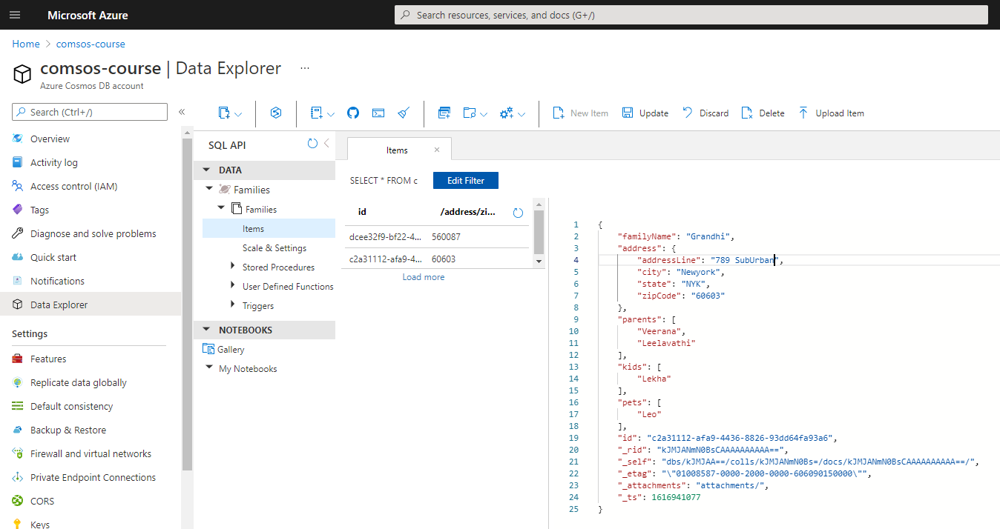 Microsoft Azure
Search resources, services, and docs (G+/)
Home > comsos-course
comsos-course | Data Explorer ...
Azure Cosmos DB account
Search (Ctrl+/)
«
New Item
Update
Discard
Delete
Upload Item
Overview
Activity log
Access control (IAM)
Tags
Diagnose and solve problems
Quick start
Notifications
Data Explorer
Settings
Features
Replicate data globally
Default consistency
Backup & Restore
Firewall and virtual networks
Private Endpoint Connections
CORS
Keys
SQL API
DATA
Families
Families
Items
Scale & Settings
Stored Procedures
User Defined Functions
Triggers
NOTEBOOKS
Gallery
My Notebooks
Items ×
SELECT * FROM c
Edit Filter
id /address/zi...
dcee32f9-bf22-4... 560087
c2a31112-afa9-4... 60603
Load more
1 {
2 "familyName": "Grandhi",
3 "address": {
4 "addressLine": "789 SubUrban",
5 "city": "Newyork",
6 "state": "NYK",
7 "zipCode": "60603"
8 },
9 "parents": [
10 "Veerana",
11 "Leelavathi"
12 ],
13 "kids": [
14 "Lekha"
15 ],
16 "pets": [
17 "Leo"
18 ],
19 "id": "c2a31112-afa9-4436-8826-93dd64fa93a6",
20 "_rid": "kJMJANmN0BsCAAAAAAAAAA==",
21 "_self": "dbs/kJMJAA==/colls/kJMJANmN0Bs=/docs/kJMJANmN0BsCAAAAAAAAAA==/",
22 "_etag": "\"01008587-0000-2000-0000-606090150000\"",
23 "_attachments": "attachments/",
24 "_ts": 1616941077
25 }